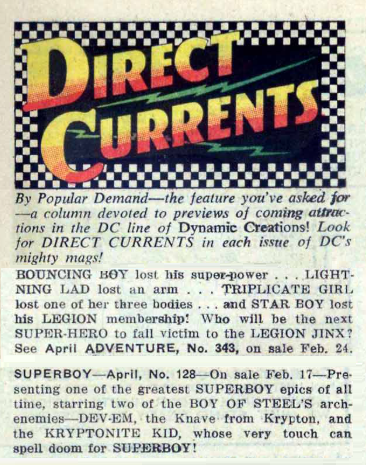 DIRECT
CURRENTS
By Popular Demand—the feature you've asked for
—a column devoted to previews of coming attrac-
tions in the DC line of Dynamic Creations! Look
for DIRECT CURRENTS in each issue of DC's
mighty mags!
BOUNCING BOY lost his super-power . . . LIGHT-
NING LAD lost an arm . . . TRIPLICATE GIRL
lost one of her three bodies . . . and STAR BOY lost
his LEGION membership! Who will be the next
SUPER-HERO to fall victim to the LEGION JINX?
See April ADVENTURE, No. 343, on sale Feb. 24.
SUPERBOY—April, No. 128—On sale Feb. 17—Pre-
senting one of the greatest SUPERBOY epics of all
time, starring two of the BOY OF STEEL'S arch-
enemies—DEV-EM, the Knave from Krypton, and
the KRYPTONITE KID, whose very touch can
spell doom for SUPERBOY!